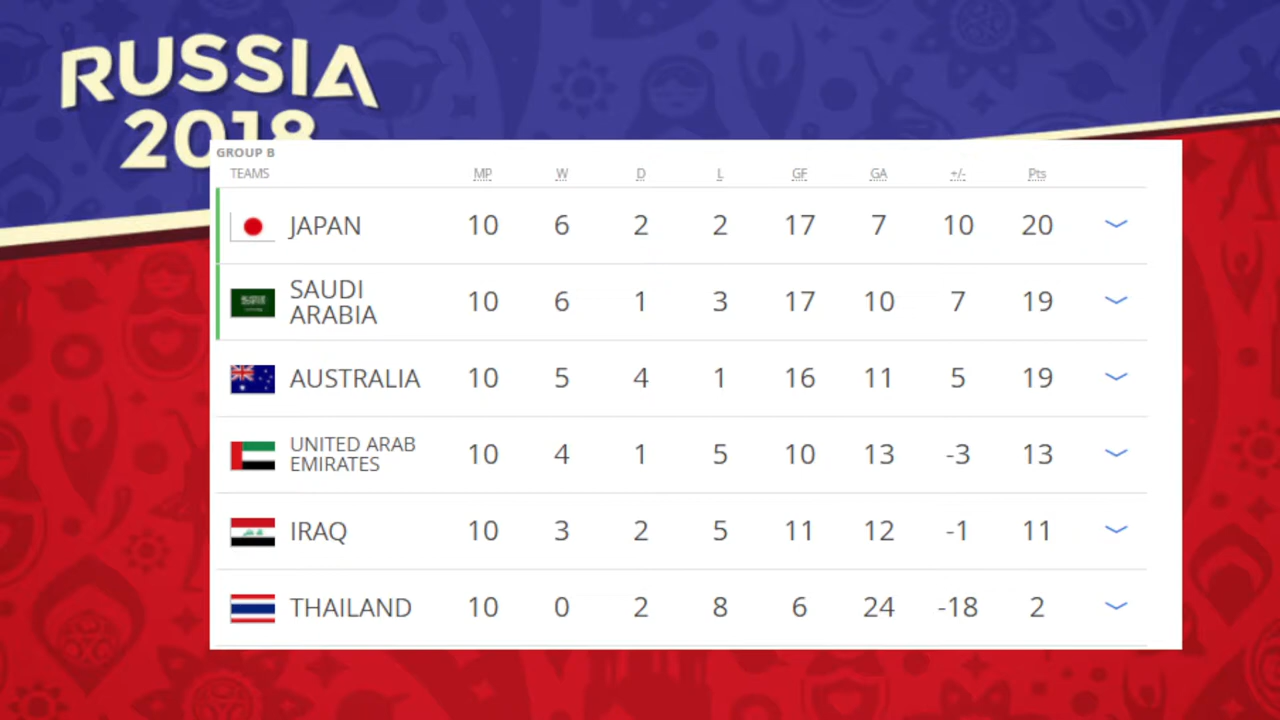 RUSSIA
2018
GROUP B
TEAMS MP W D L GF GA +/- Pts
JAPAN 10 6 2 2 17 7 10 20
SAUDI
ARABIA 10 6 1 3 17 10 7 19
AUSTRALIA 10 5 4 1 16 11 5 19
UNITED ARAB
EMIRATES 10 4 1 5 10 13 -3 13
IRAQ 10 3 2 5 11 12 -1 11
THAILAND 10 0 2 8 6 24 -18 2